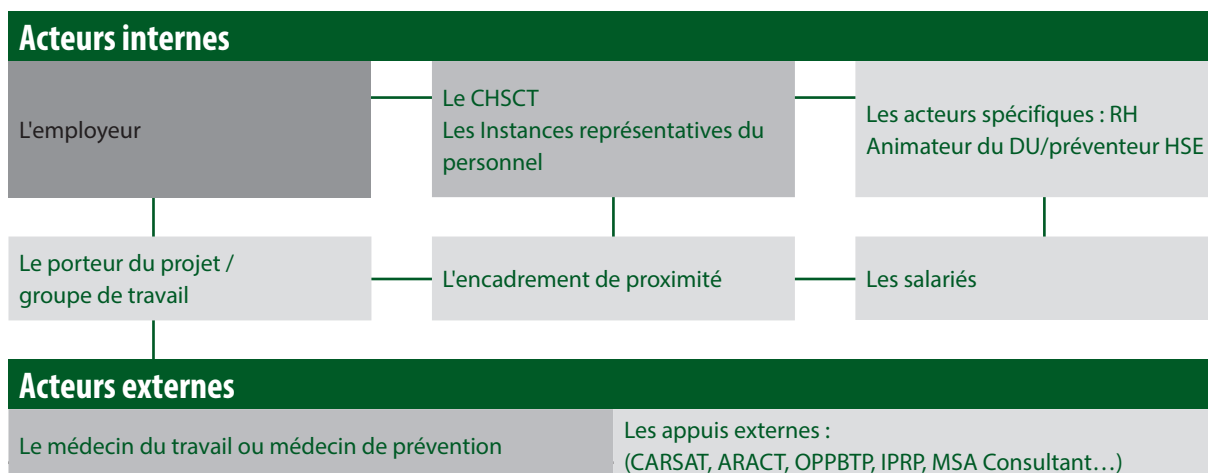 Acteurs internes
L'employeur
Le CHSCT
Les Instances représentatives du
personnel
Les acteurs spécifiques : RH
Animateur du DU/préventeur HSE
Le porteur du projet /
groupe de travail
L'encadrement de proximité
Les salariés
Acteurs externes
Le médecin du travail ou médecin de prévention
Les appuis externes :
(CARSAT, ARACT, OPPBTP, IPRP, MSA Consultant…)